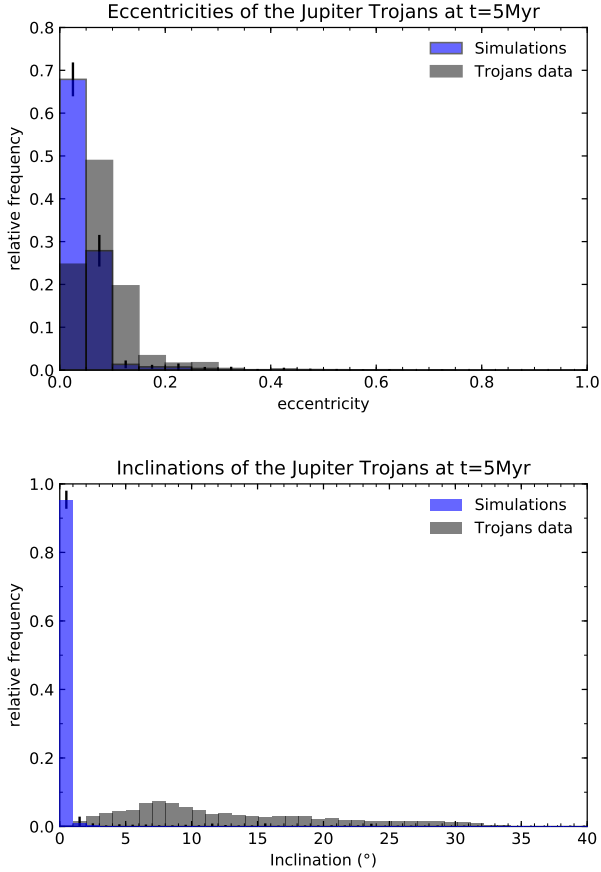 Eccentricities of the Jupiter Trojans at t=5Myr
0.8
0.7
0.6
0.5
0.4
0.3
0.2
0.1
0.0
relative frequency
Simulations
Trojans data
0.0 0.2 0.4 0.6 0.8 1.0
eccentricity
Inclinations of the Jupiter Trojans at t=5Myr
1.0
0.8
0.6
0.4
0.2
0.0
relative frequency
Simulations
Trojans data
0 5 10 15 20 25 30 35 40
Inclination (°)